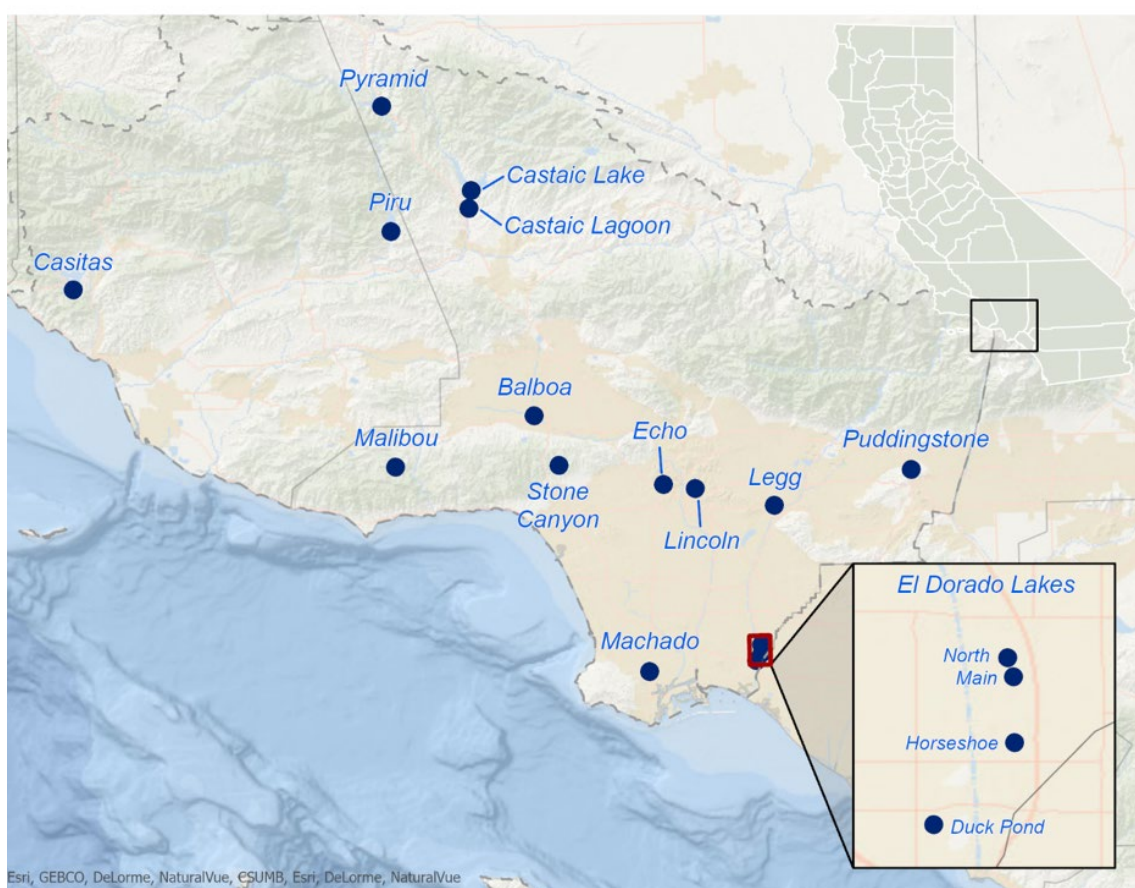 Pyramid
Castaic Lake
Piru
Castaic Lagoon
Casitas
Balboa
Echo
Malibou
Puddingstone
Stone
Canyon
Legg
Lincoln
El Dorado Lakes
Machado
North
Main
Horseshoe
Duck Pond
Esri, GEBCO, DeLorme, NaturalVue, CSUMB, Esri, DeLorme, NaturalVue